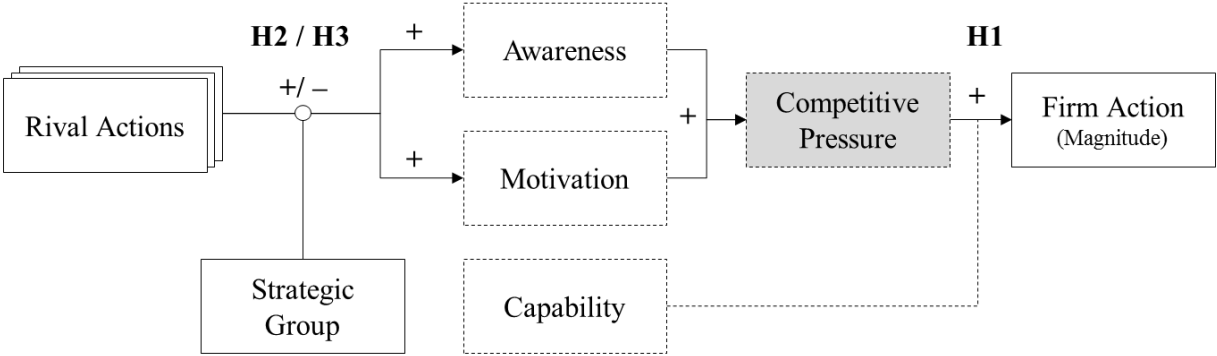 H2 / H3
H1
+
Awareness
+/ –
Rival Actions
+
Competitive
Pressure
+
Firm Action
(Magnitude)
+
Motivation
Strategic
Group
Capability